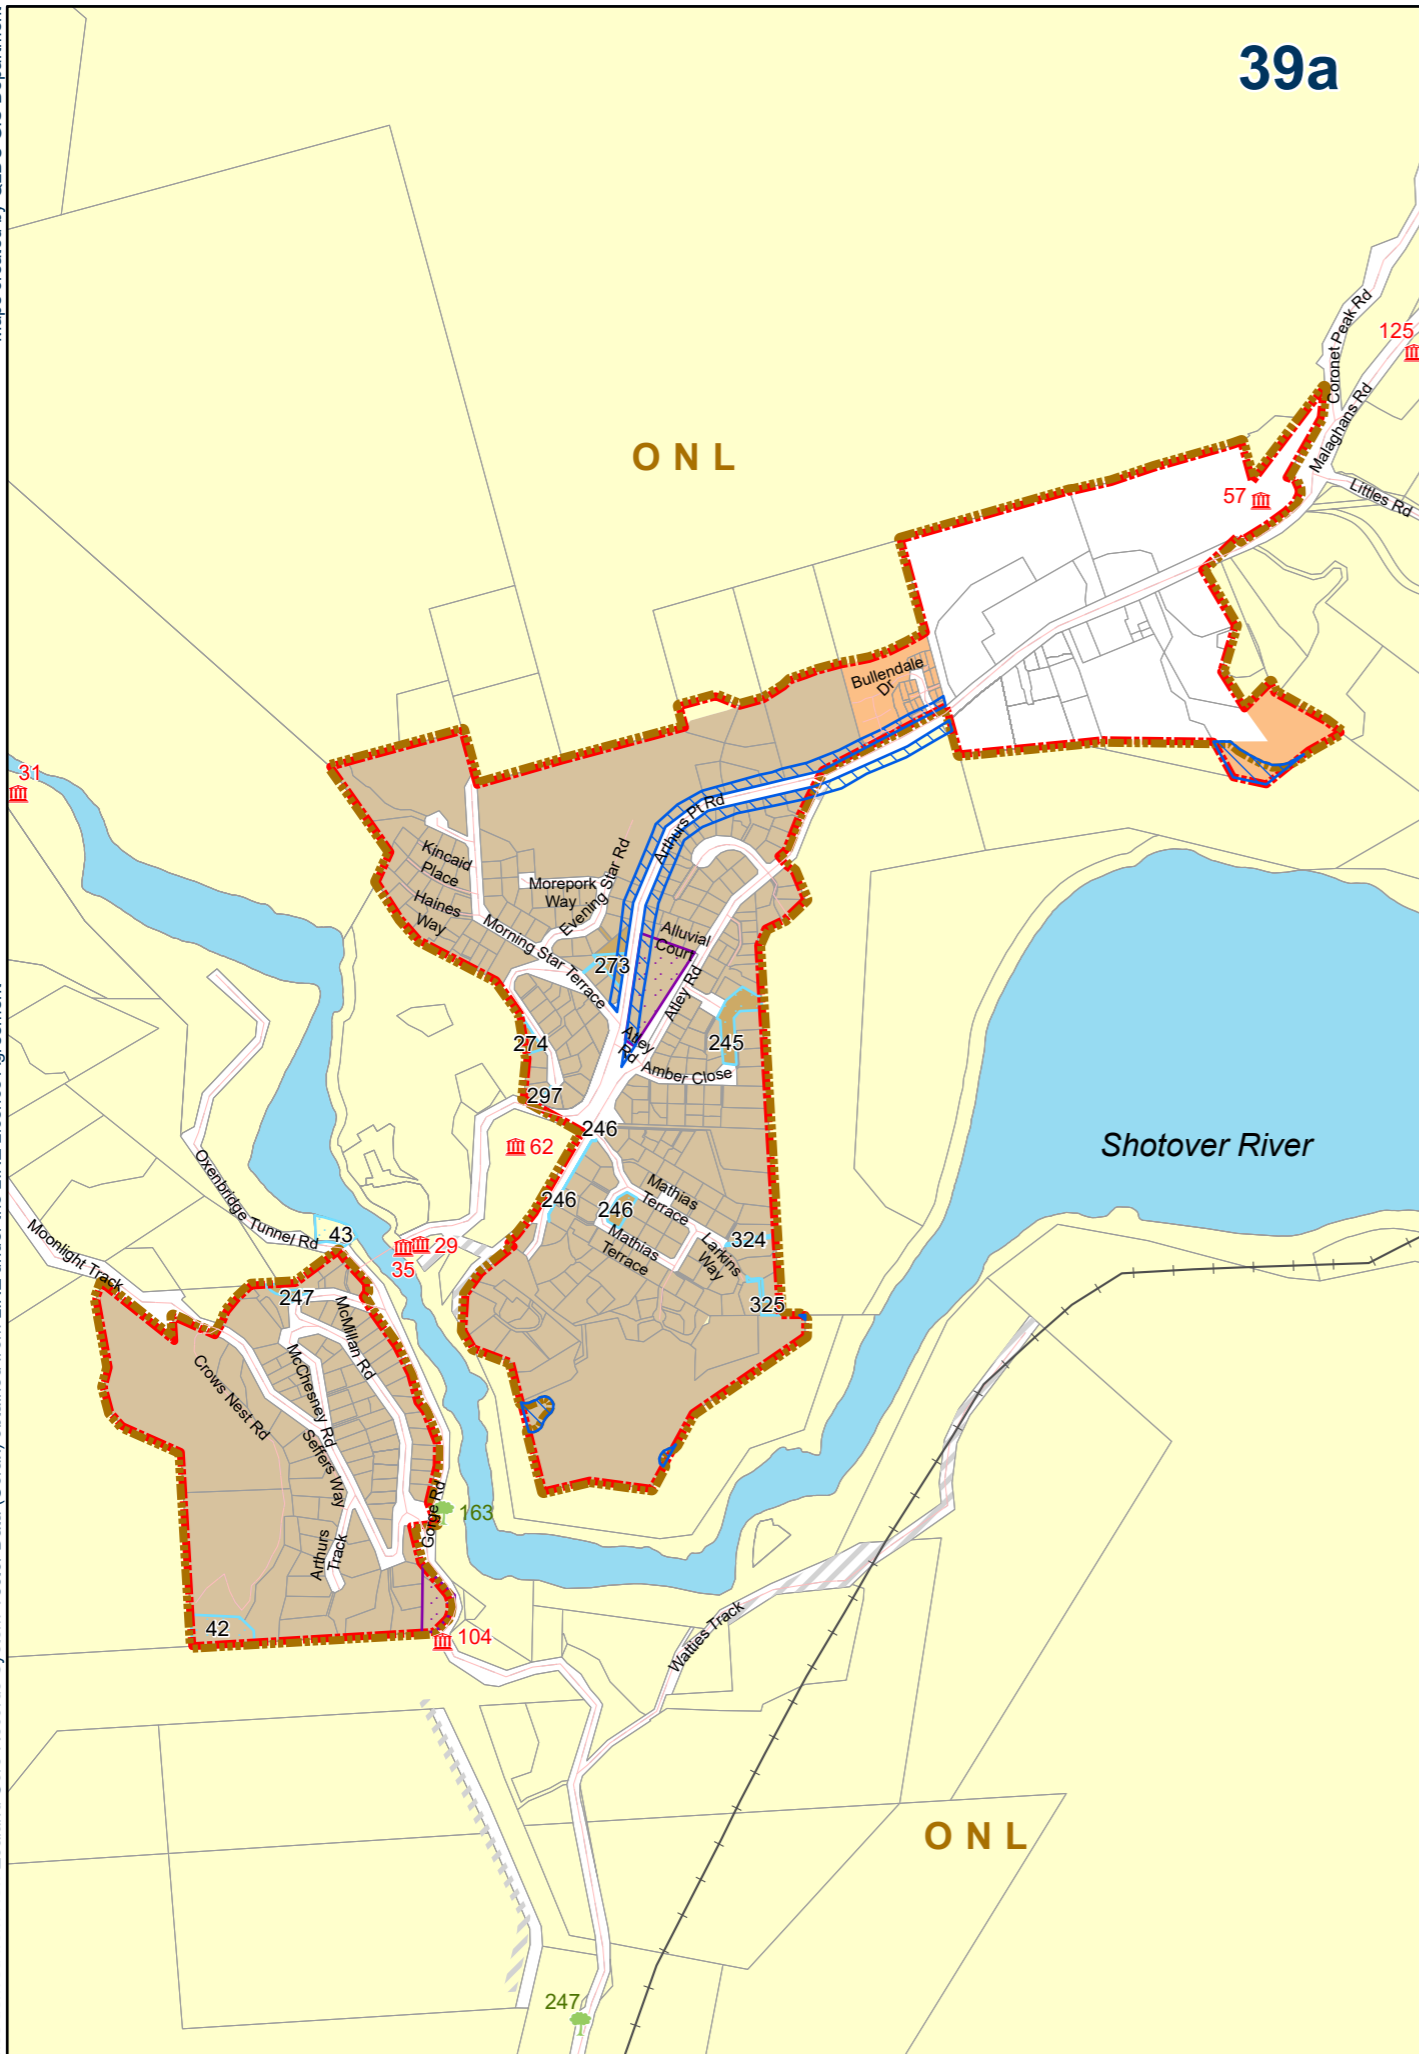 39a
Coronet Peak Rd
125
Malaghans Rd
ONL
57
Littles Rd
Bullendale
Dr
31
Arthurs Pt Rd
Kincaid
Place
Evening Star Rd
Morepork
Way
Haines
Way
Morning Star Terrace
Alluvial
Court
273
Atley Rd
Atley
Rd
274
245
Amber Close
297
246
62
Shotover River
Oxenbridge Tunnel Rd
Mathias
Terrace
246
246
43
Moonlight Track
29
35
Mathias
Terrace
Larkins
Way
324
247
325
McMillan Rd
McChesney Rd
Crows Nest Rd
Seffers Way
Gorge Rd
163
Arthurs
Track
42
104
Watties Track
ONL
247